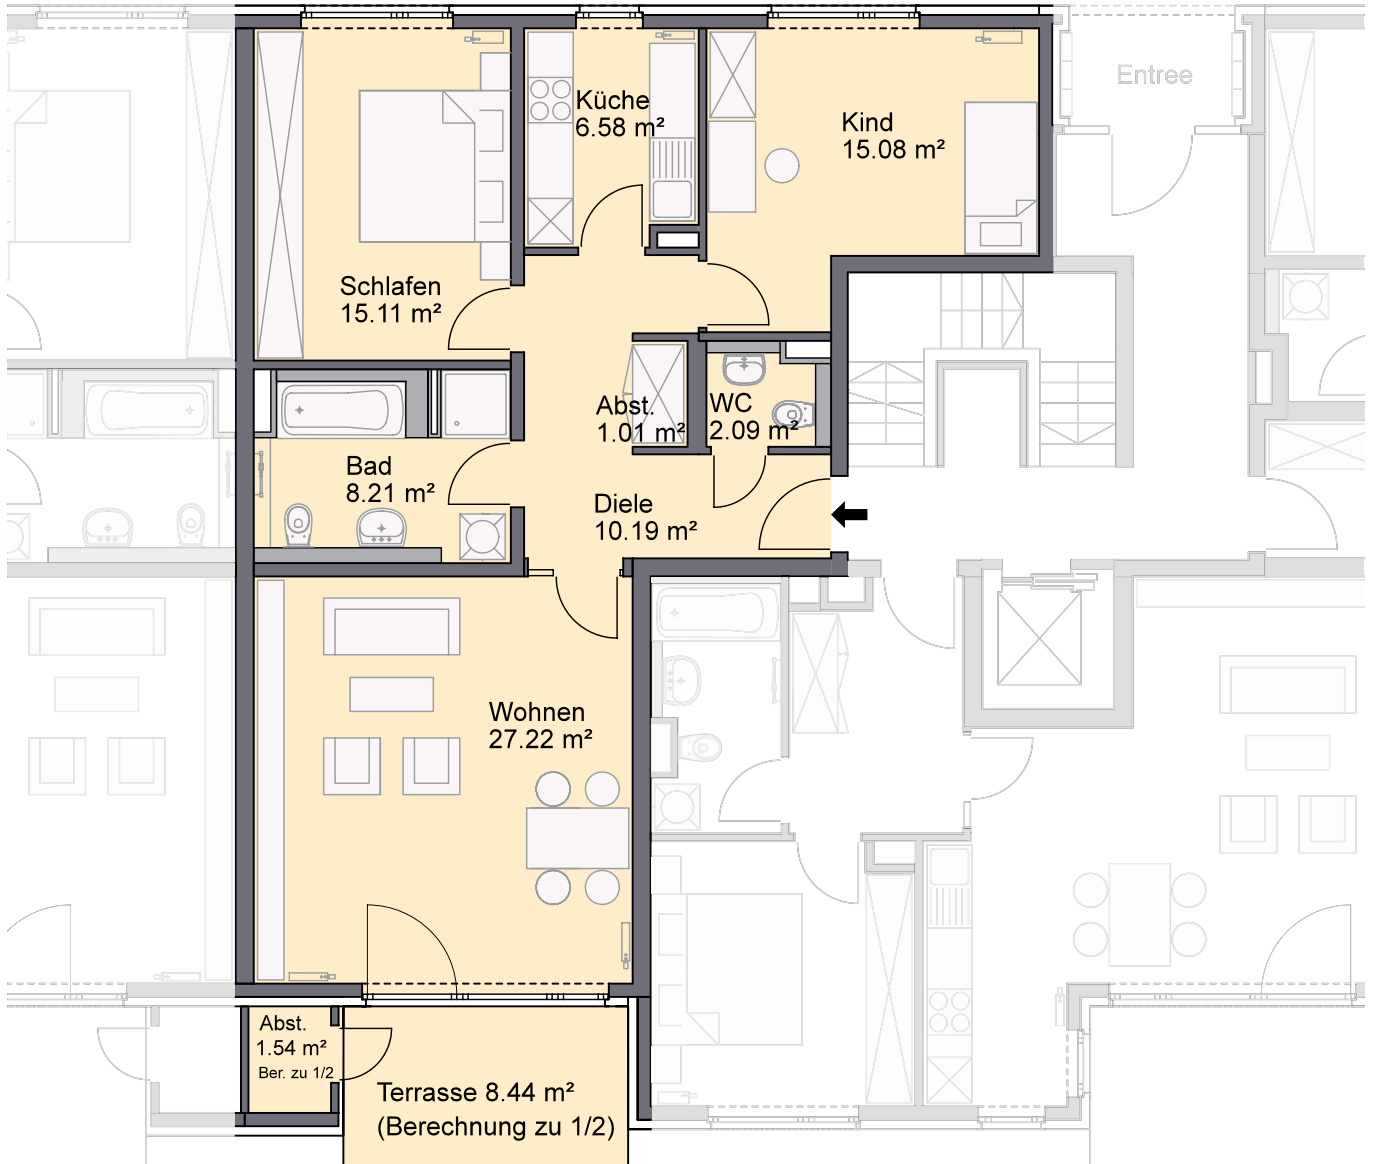 Entree
Küche
6.58 m²
Kind
15.08 m²
Schlafen
15.11 m²
Abst.
1.01 m²
WC
2.09 m²
Bad
8.21 m²
Diele
10.19 m²
Wohnen
27.22 m²
Abst.
1.54 m²
Ber. zu 1/2
Terrasse 8.44 m²
(Berechnung zu 1/2)